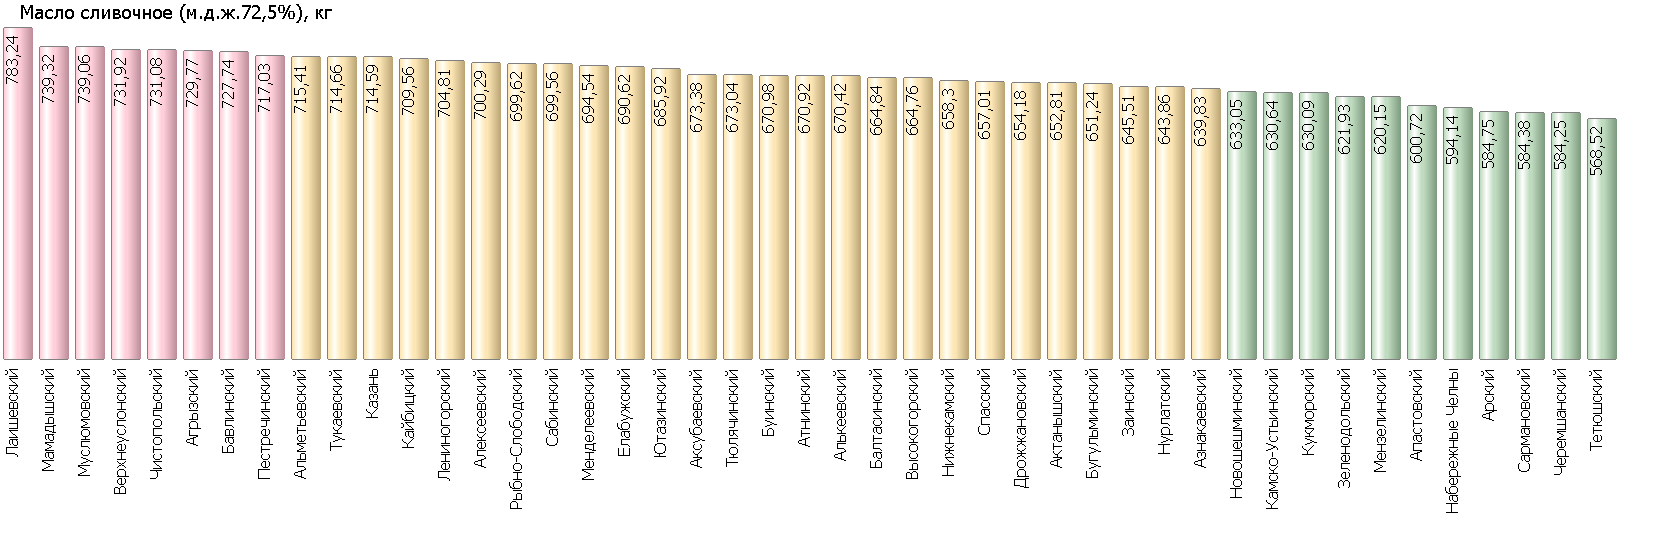 Масло сливочное (м.д.ж.72,5%), кг
783,24
739,32
739,06
731,92
731,08
729,77
727,74
717,03
715,41
714,66
714,59
709,56
704,81
700,29
699,62
699,56
694,54
690,62
685,92
673,38
673,04
670,98
670,92
670,42
664,84
664,76
658,3
657,01
654,18
652,81
651,24
645,51
643,86
639,83
633,05
630,64
630,09
621,93
620,15
600,72
594,14
584,75
584,38
584,25
568,52
Лаишевский
Мамадышский
Муслюмовский
Верхнеуслонский
Чистопольский
Агрызский
Бавлинский
Пестречинский
Альметьевский
Тукаевский
Казань
Кайбицкий
Лениногорский
Алексеевский
Рыбно-Слободский
Сабинский
Менделеевский
Елабужский
Ютазинский
Аксубаевский
Тюлячинский
Буинский
Атнинский
Алькеевский
Балтасинский
Высокогорский
Нижнекамский
Спасский
Дрожжановский
Актанышский
Бугульминский
Заинский
Нурлатский
Азнакаевский
Новошешминский
Камско-Устьинский
Кукморский
Зеленодольский
Мензелинский
Апастовский
Набережные Челны
Арский
Сармановский
Черемшанский
Тетюшский